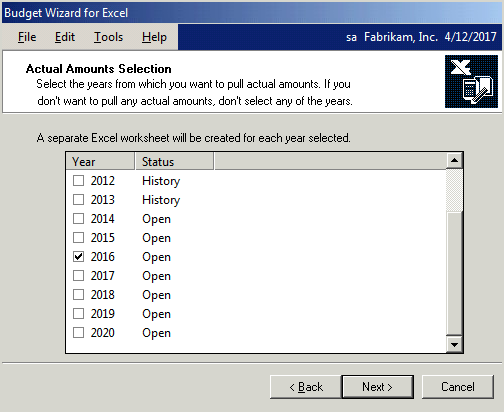 Budget Wizard for Excel
File Edit Tools Help sa Fabrikam, Inc. 4/12/2017
Actual Amounts Selection
Select the years from which you want to pull actual amounts. If you
don't want to pull any actual amounts, don't select any of the years.
A separate Excel worksheet will be created for each year selected.
Year Status
2012 History
2013 History
2014 Open
2015 Open
2016 Open
2017 Open
2018 Open
2019 Open
2020 Open
< Back Next > Cancel